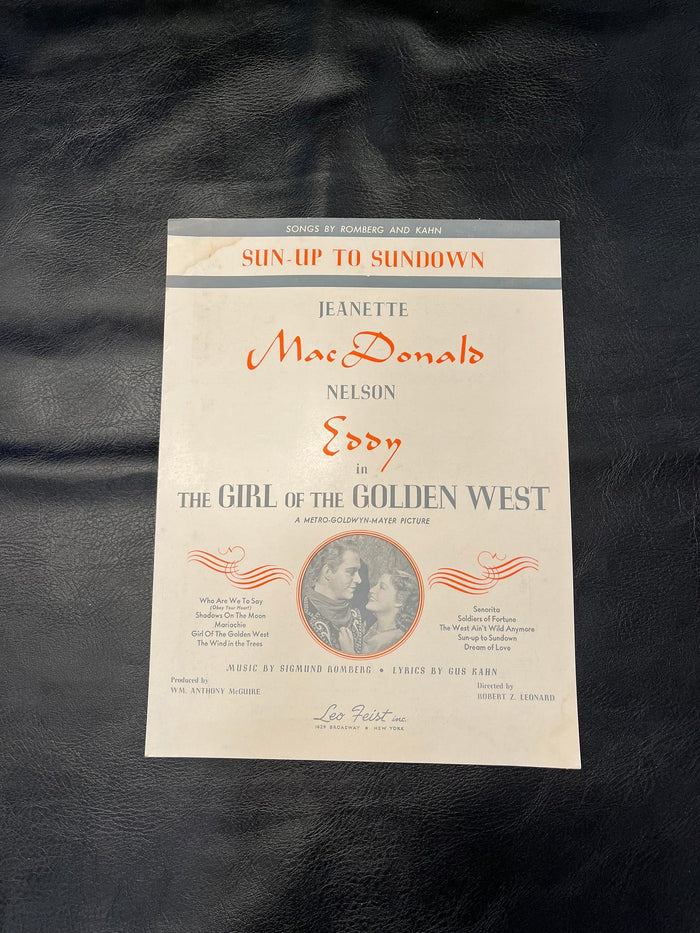 SONGS BY ROMBERG AND KAHN
SUN-UP TO SUNDOWN
JEANETTE
MacDonald
NELSON
Eddy
in
THE GIRL OF THE GOLDEN WEST
A METRO-GOLDWYN-MAYER PICTURE
Who Are We To Say
(Obey Your Heart)
Shadows On The Moon
Mariachie
Girl Of The Golden West
The Wind in the Trees
Senorita
Soldiers of Fortune
The West Ain't Wild Anymore
Sun-up to Sundown
Dream of Love
MUSIC BY SIGMUND ROMBERG • LYRICS BY GUS KAHN
Produced by
WM. ANTHONY McGUIRE
Directed by
ROBERT Z. LEONARD
Leo Feist inc.
1629 BROADWAY • NEW YORK